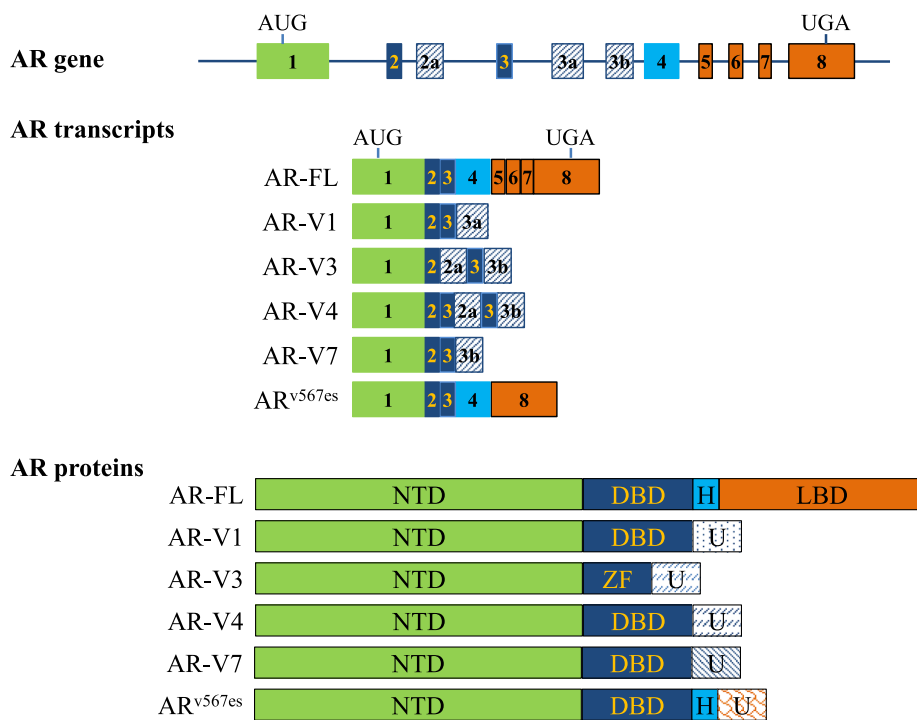 AUG UGA
AR gene 1 2 2a 3 3a 3b 4 5 6 7 8
AR transcripts
AUG UGA
AR-FL 1 2 3 4 5 6 7 8
AR-V1 1 2 3 3a
AR-V3 1 2 2a 3 3b
AR-V4 1 2 3 2a 3 3b
AR-V7 1 2 3 3b
ARv567es 1 2 3 4 8
AR proteins
AR-FL NTD DBD H LBD
AR-V1 NTD DBD U
AR-V3 NTD ZF U
AR-V4 NTD DBD U
AR-V7 NTD DBD U
ARv567es NTD DBD H U